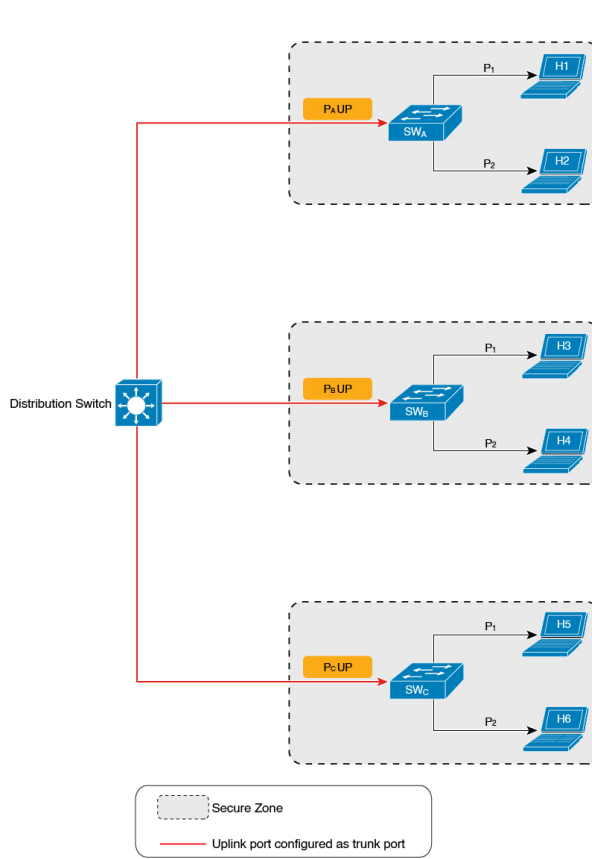 P₁
H1
PA UP
SWA
P₂
H2
P₁
H3
Distribution Switch
PB UP
SWB
P₂
H4
P₁
H5
PC UP
SWC
P₂
H6
Secure Zone
Uplink port configured as trunk port